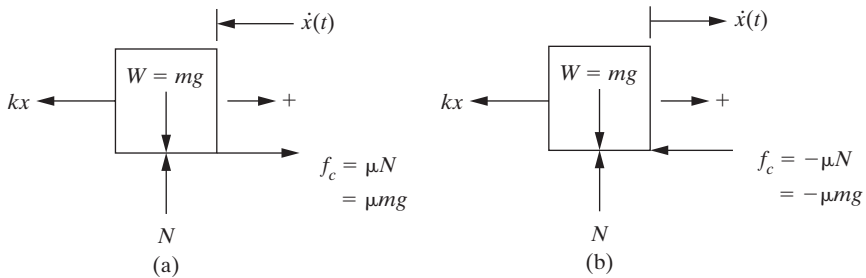 ẋ(t)
W = mg
kx
+
f_c = μN
= μmg
N
(a)
ẋ(t)
W = mg
kx
+
f_c = −μN
= −μmg
N
(b)